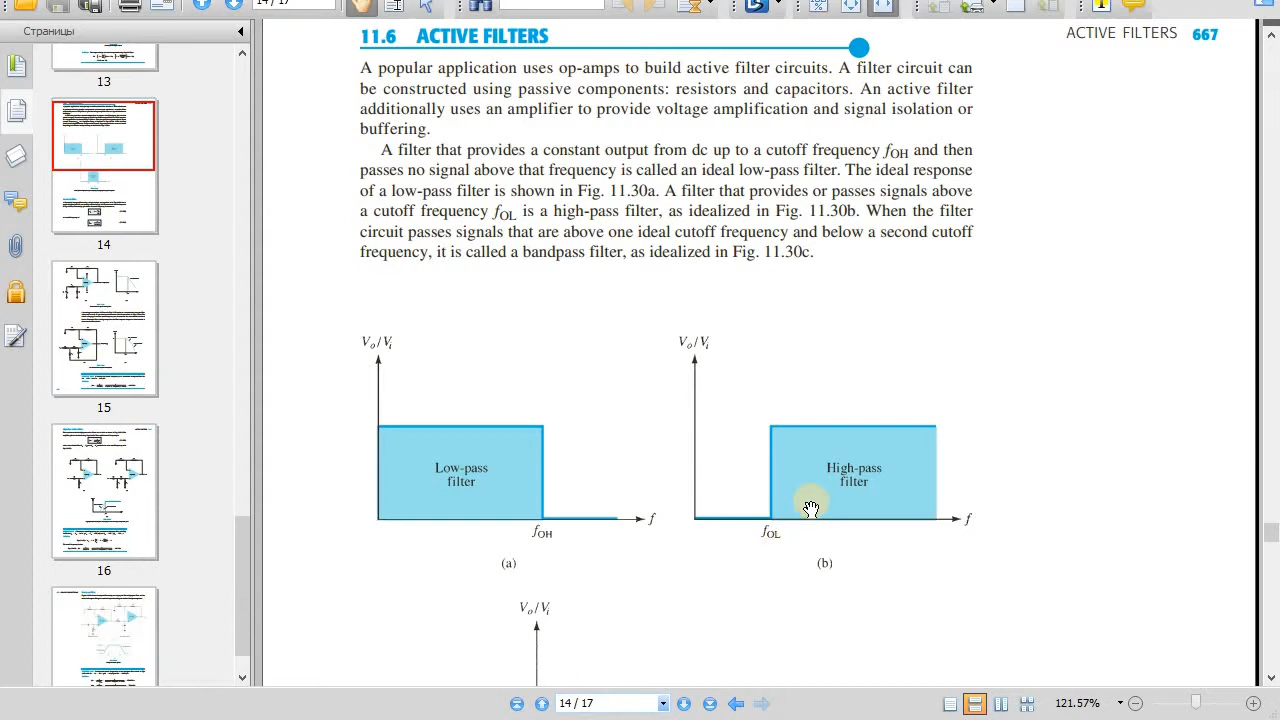 14 / 17
Страницы
13
14
15
16
11.6 ACTIVE FILTERS
ACTIVE FILTERS 667
A popular application uses op-amps to build active filter circuits. A filter circuit can
be constructed using passive components: resistors and capacitors. An active filter
additionally uses an amplifier to provide voltage amplification and signal isolation or
buffering.
A filter that provides a constant output from dc up to a cutoff frequency fOH and then
passes no signal above that frequency is called an ideal low-pass filter. The ideal response
of a low-pass filter is shown in Fig. 11.30a. A filter that provides or passes signals above
a cutoff frequency fOL is a high-pass filter, as idealized in Fig. 11.30b. When the filter
circuit passes signals that are above one ideal cutoff frequency and below a second cutoff
frequency, it is called a bandpass filter, as idealized in Fig. 11.30c.
Vo/Vi
Low-pass
filter
f
fOH
(a)
Vo/Vi
High-pass
filter
f
fOL
(b)
Vo/Vi
14 / 17
121.57%